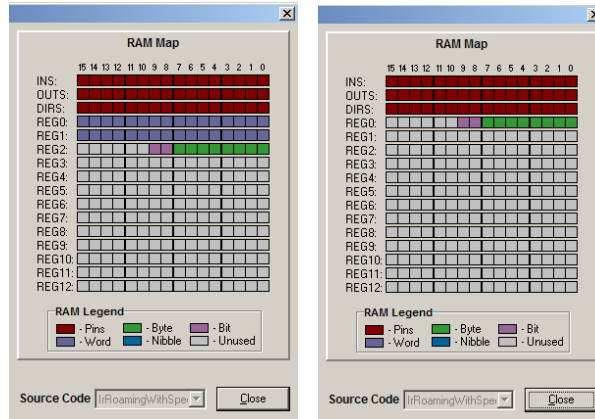 RAM Map
15 14 13 12 11 10 9 8 7 6 5 4 3 2 1 0
INS:
OUTS:
DIRS:
REG0:
REG1:
REG2:
REG3:
REG4:
REG5:
REG6:
REG7:
REG8:
REG9:
REG10:
REG11:
REG12:
RAM Legend
- Pins - Byte - Bit
- Word - Nibble - Unused
Source Code IrRoamingWithSpe Close
RAM Map
15 14 13 12 11 10 9 8 7 6 5 4 3 2 1 0
INS:
OUTS:
DIRS:
REG0:
REG1:
REG2:
REG3:
REG4:
REG5:
REG6:
REG7:
REG8:
REG9:
REG10:
REG11:
REG12:
RAM Legend
- Pins - Byte - Bit
- Word - Nibble - Unused
Source Code IrRoamingWithSpe Close